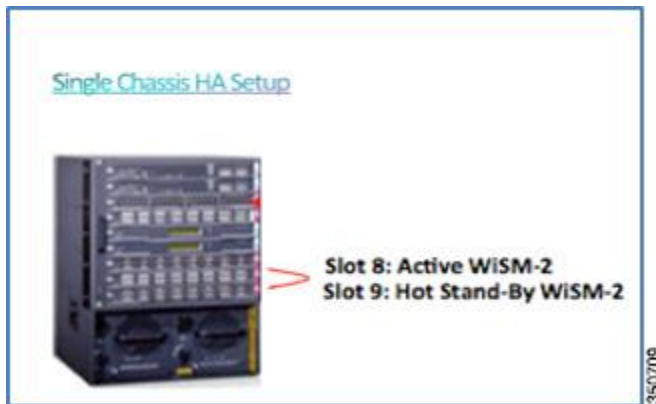 Single Chassis HA Setup
Slot 8: Active WiSM-2
Slot 9: Hot Stand-By WiSM-2
350709